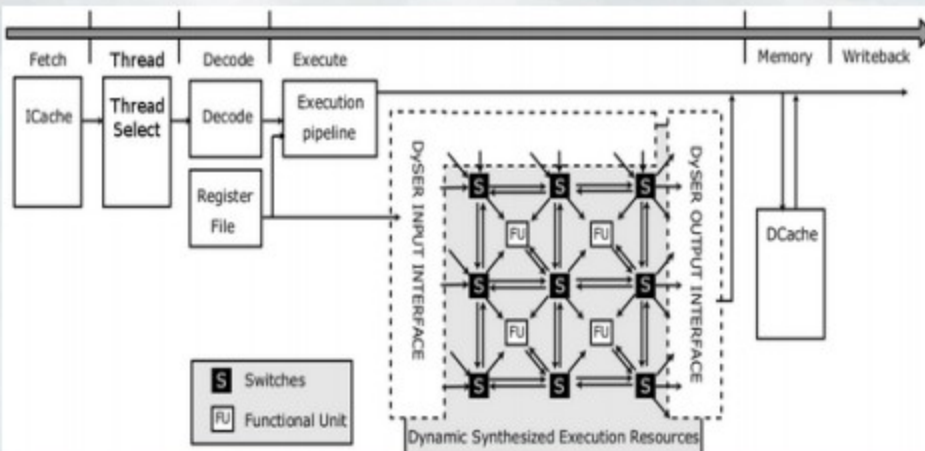 Fetch
Thread
Decode
Execute
Memory
Writeback
ICache
Thread
Select
Decode
Execution
pipeline
Register
File
DySER INPUT INTERFACE
S
S
S
FU
FU
S
S
S
FU
FU
S
S
S
DySER OUTPUT INTERFACE
DCache
S Switches
FU Functional Unit
Dynamic Synthesized Execution Resources